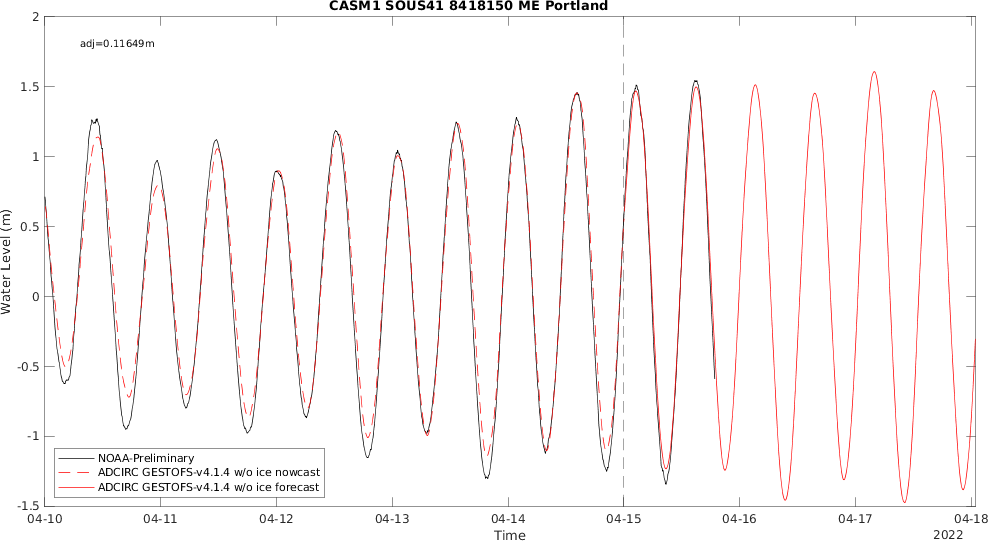 CASM1 SOUS41 8418150 ME Portland
adj=0.11649m
2
1.5
1
0.5
0
-0.5
-1
-1.5
Water Level (m)
NOAA-Preliminary
ADCIRC GESTOFS-v4.1.4 w/o ice nowcast
ADCIRC GESTOFS-v4.1.4 w/o ice forecast
04-10 04-11 04-12 04-13 04-14 04-15 04-16 04-17 04-18
Time
2022